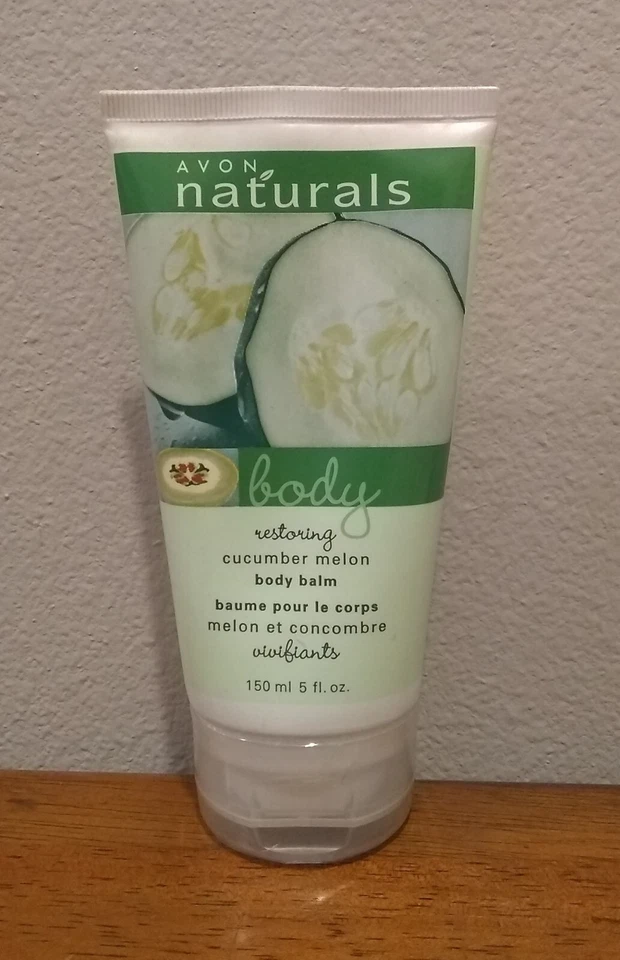 AVON
naturals
body
restoring
cucumber melon
body balm
baume pour le corps
melon et concombre
vivifiants
150 ml 5 fl. oz.